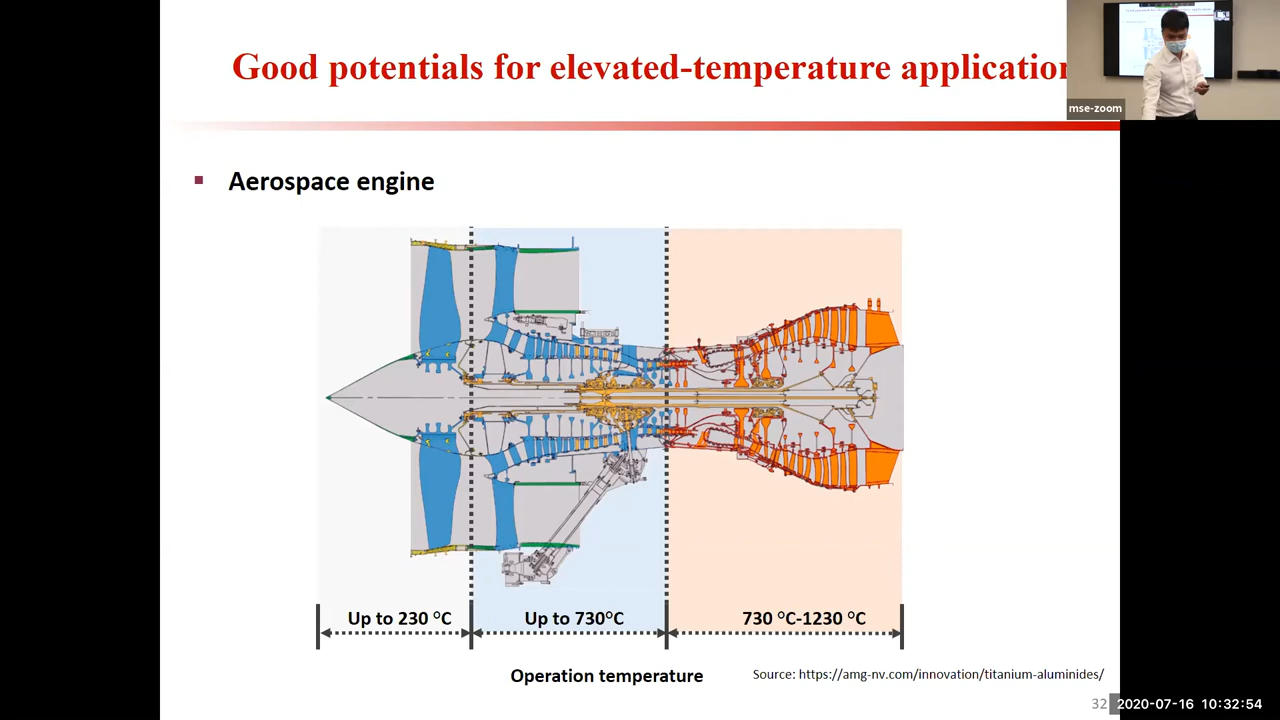 Good potentials for elevated-temperature application
mse-zoom
Aerospace engine
Up to 230 °C
Up to 730°C
730 °C-1230 °C
Operation temperature
Source: https://amg-nv.com/innovation/titanium-aluminides/
32
2020-07-16 10:32:54